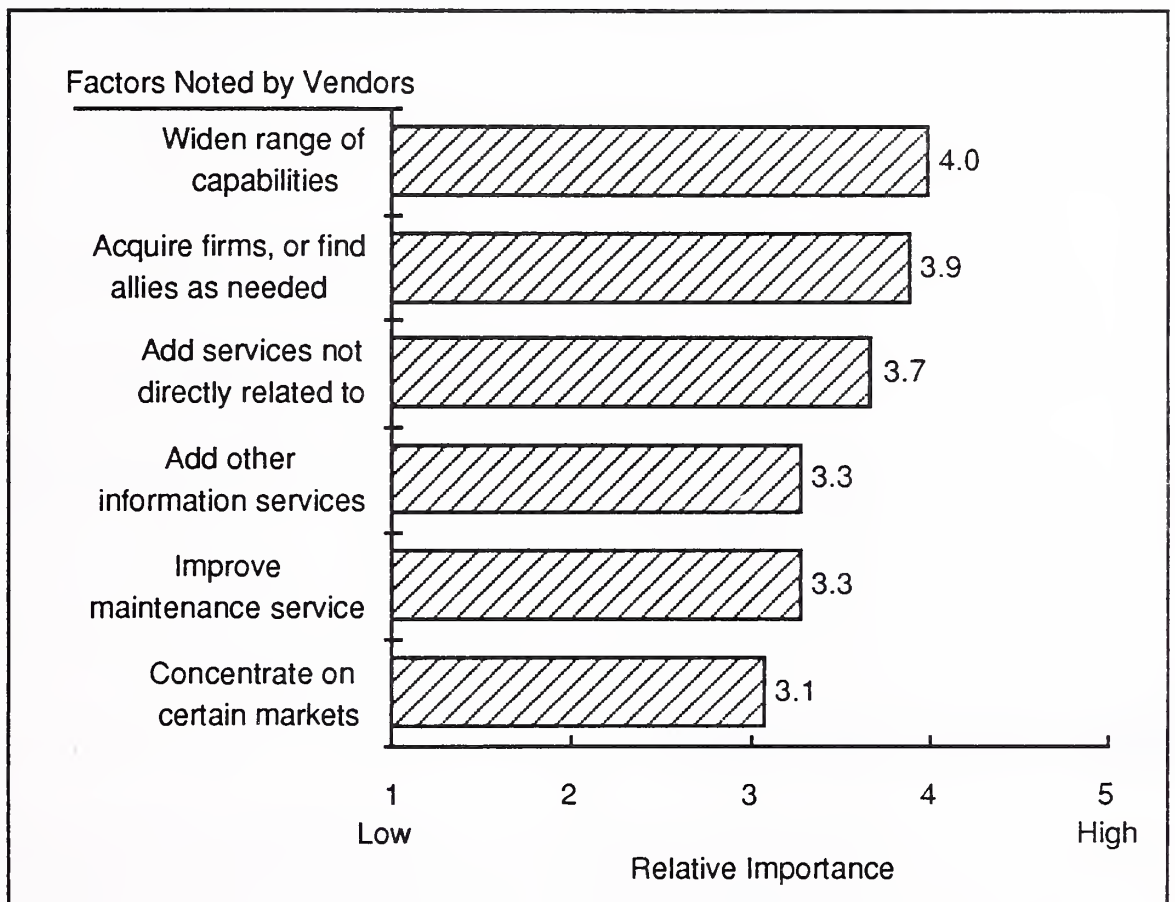 Factors Noted by Vendors
Widen range of
capabilities
4.0
Acquire firms, or find
allies as needed
3.9
Add services not
directly related to
3.7
Add other
information services
3.3
Improve
maintenance service
3.3
Concentrate on
certain markets
3.1
1 2 3 4 5
Low High
Relative Importance